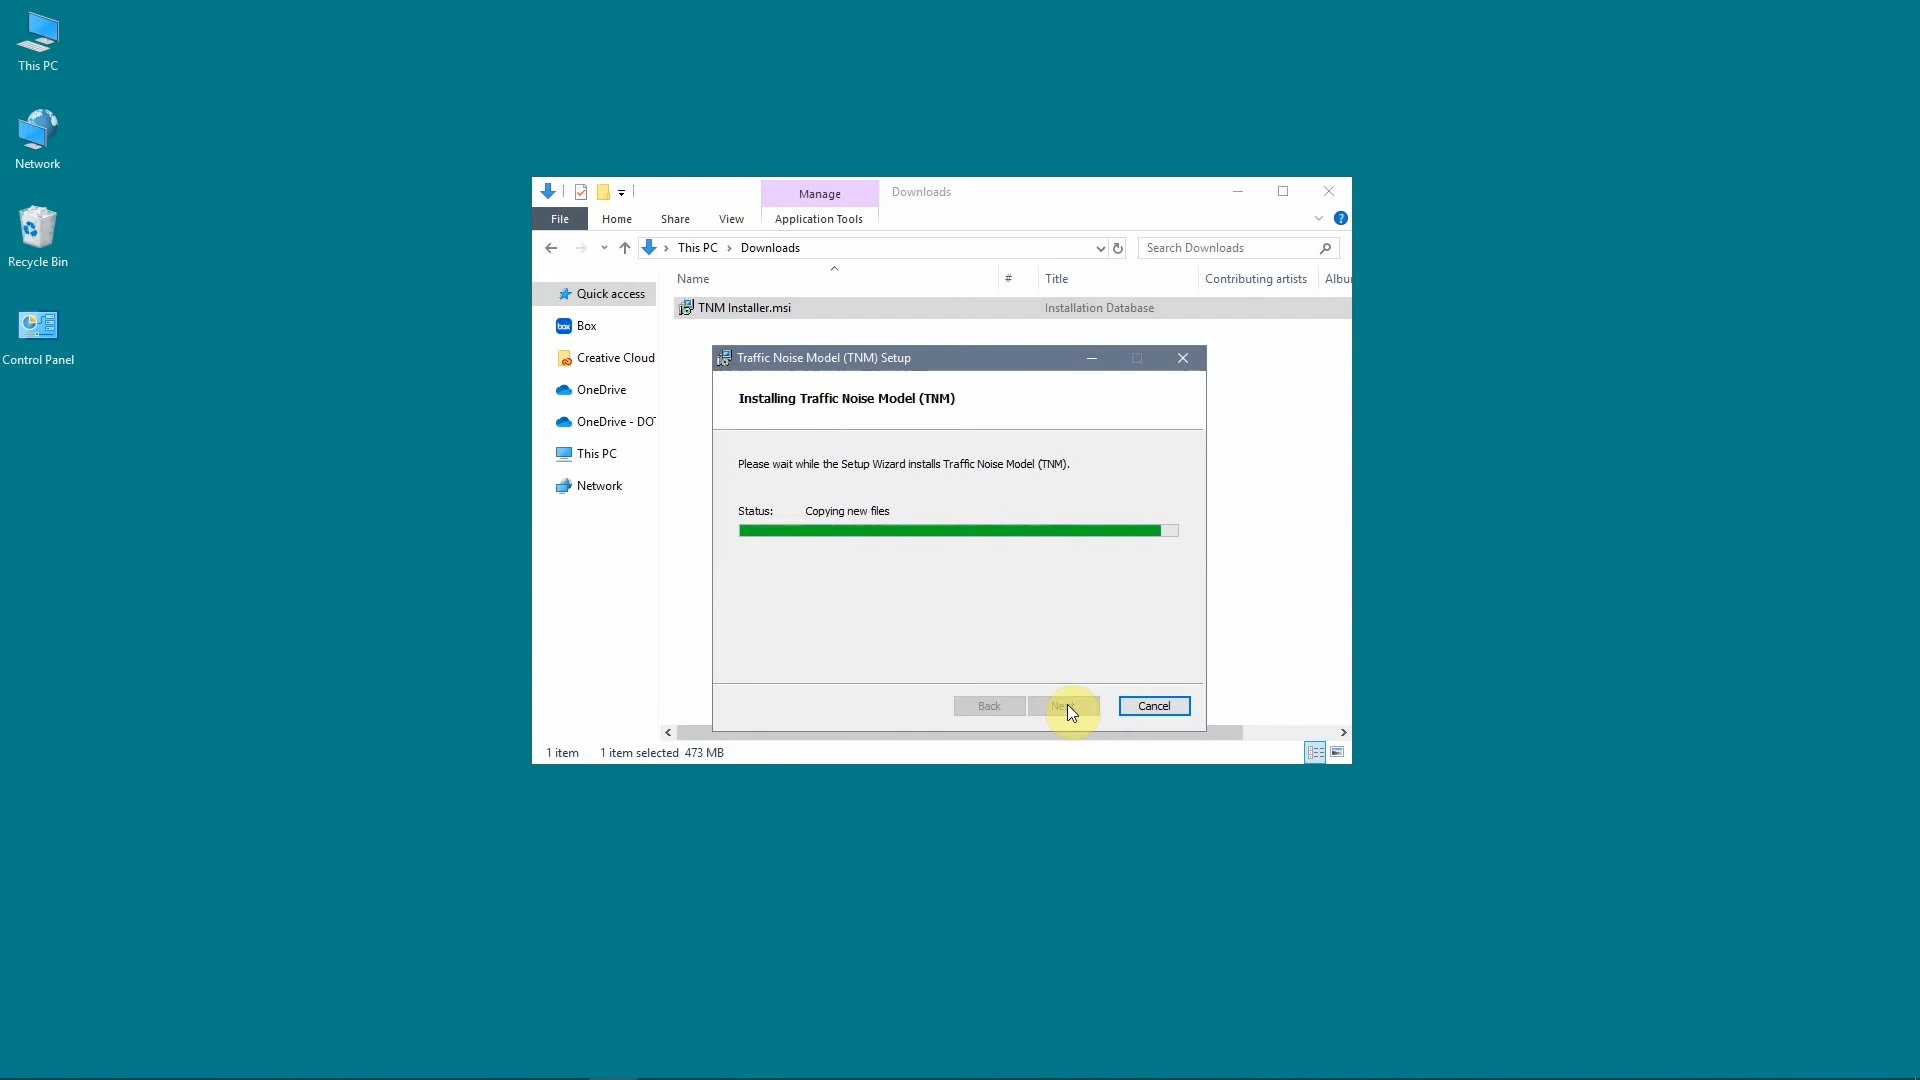 This PC
Network
Recycle Bin
Control Panel
Manage
Downloads
File
Home
Share
View
Application Tools
This PC
Downloads
Search Downloads
Name
#
Title
Contributing artists
Quick access
TNM Installer.msi
Installation Database
Box
Creative Cloud
OneDrive
OneDrive - DO
This PC
Network
Traffic Noise Model (TNM) Setup
Installing Traffic Noise Model (TNM)
Please wait while the Setup Wizard installs Traffic Noise Model (TNM).
Status: Copying new files
Back
Cancel
1 item
1 item selected 473 MB